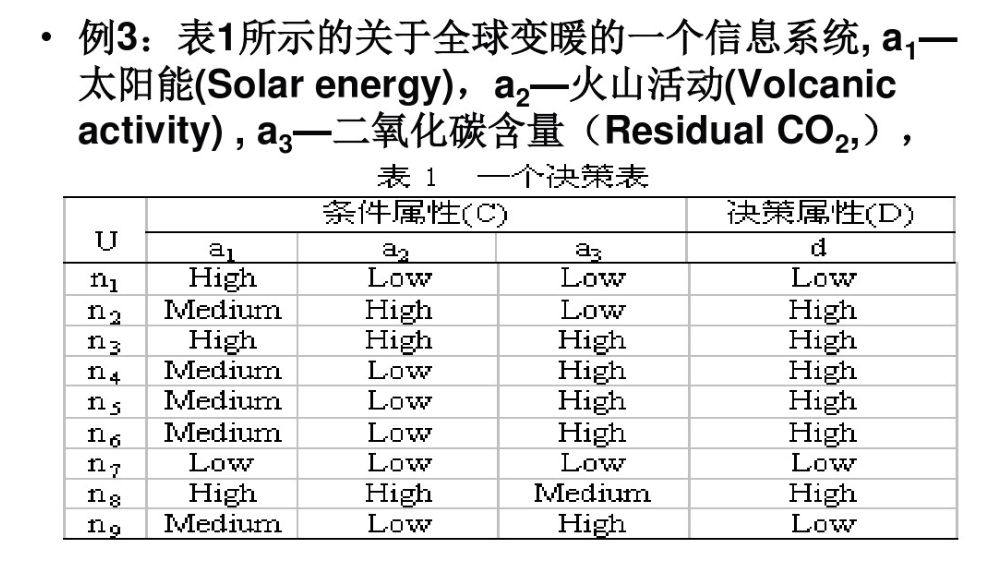 • 例3：表1所示的关于全球变暖的一个信息系统, a₁—
太阳能(Solar energy)，a₂—火山活动(Volcanic
activity) , a₃—二氧化碳含量（Residual CO₂,），
表 1 一个决策表
U 条件属性(C) 决策属性(D)
a₁ a₂ a₃ d
n₁ High Low Low Low
n₂ Medium High Low High
n₃ High High High High
n₄ Medium Low High High
n₅ Medium Low High High
n₆ Medium Low High High
n₇ Low Low Low Low
n₈ High High Medium High
n₉ Medium Low High Low